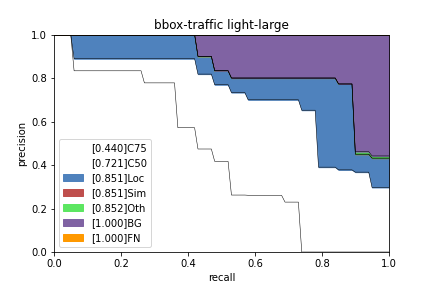 bbox-traffic light-large
1.0
0.8
0.6
0.4
0.2
0.0
precision
[0.440]C75
[0.721]C50
[0.851]Loc
[0.851]Sim
[0.852]Oth
[1.000]BG
[1.000]FN
0.0 0.2 0.4 0.6 0.8 1.0
recall